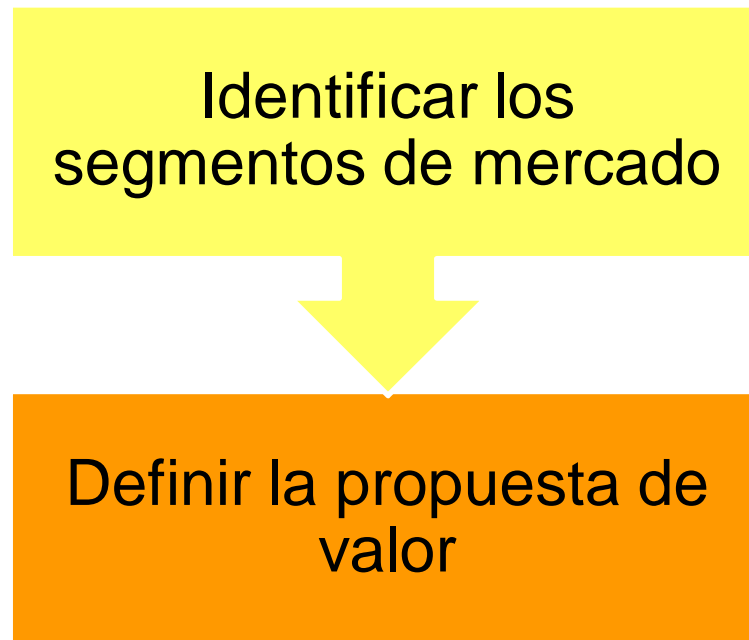 Identificar los
segmentos de mercado
Definir la propuesta de
valor